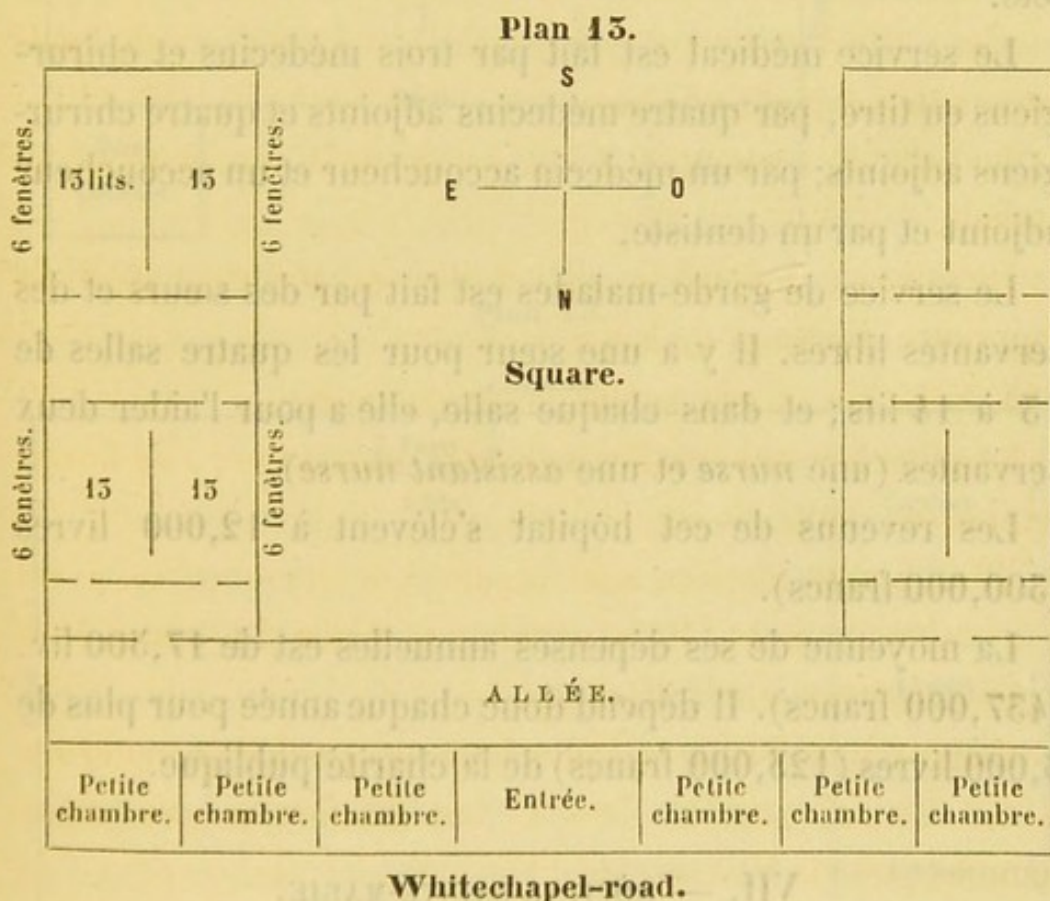 Plan 13.
S
E
O
N
6 fenêtres.
13 lits.
13
6 fenêtres.
Square.
6 fenêtres.
13
13
6 fenêtres.
ALLÉE.
Petite
chambre.
Petite
chambre.
Petite
chambre.
Entrée.
Petite
chambre.
Petite
chambre.
Petite
chambre.
Whitechapel-road.